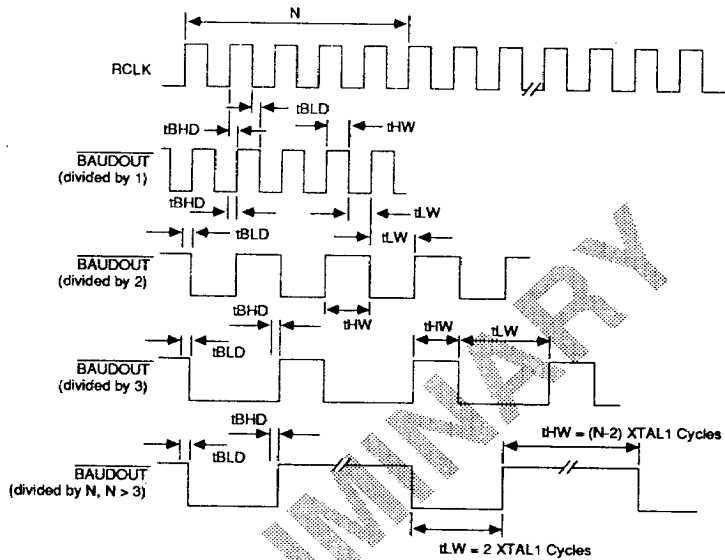 N
RCLK
tBLD
tBHD
tHW
BAUDOUT
(divided by 1)
tBHD
tLW
tBLD
tLW
BAUDOUT
(divided by 2)
tBHD
tHW
tHW
tLW
tBLD
BAUDOUT
(divided by 3)
tBHD
tHW = (N-2) XTAL1 Cycles
tBLD
BAUDOUT
(divided by N, N > 3)
tLW = 2 XTAL1 Cycles
IMINARY